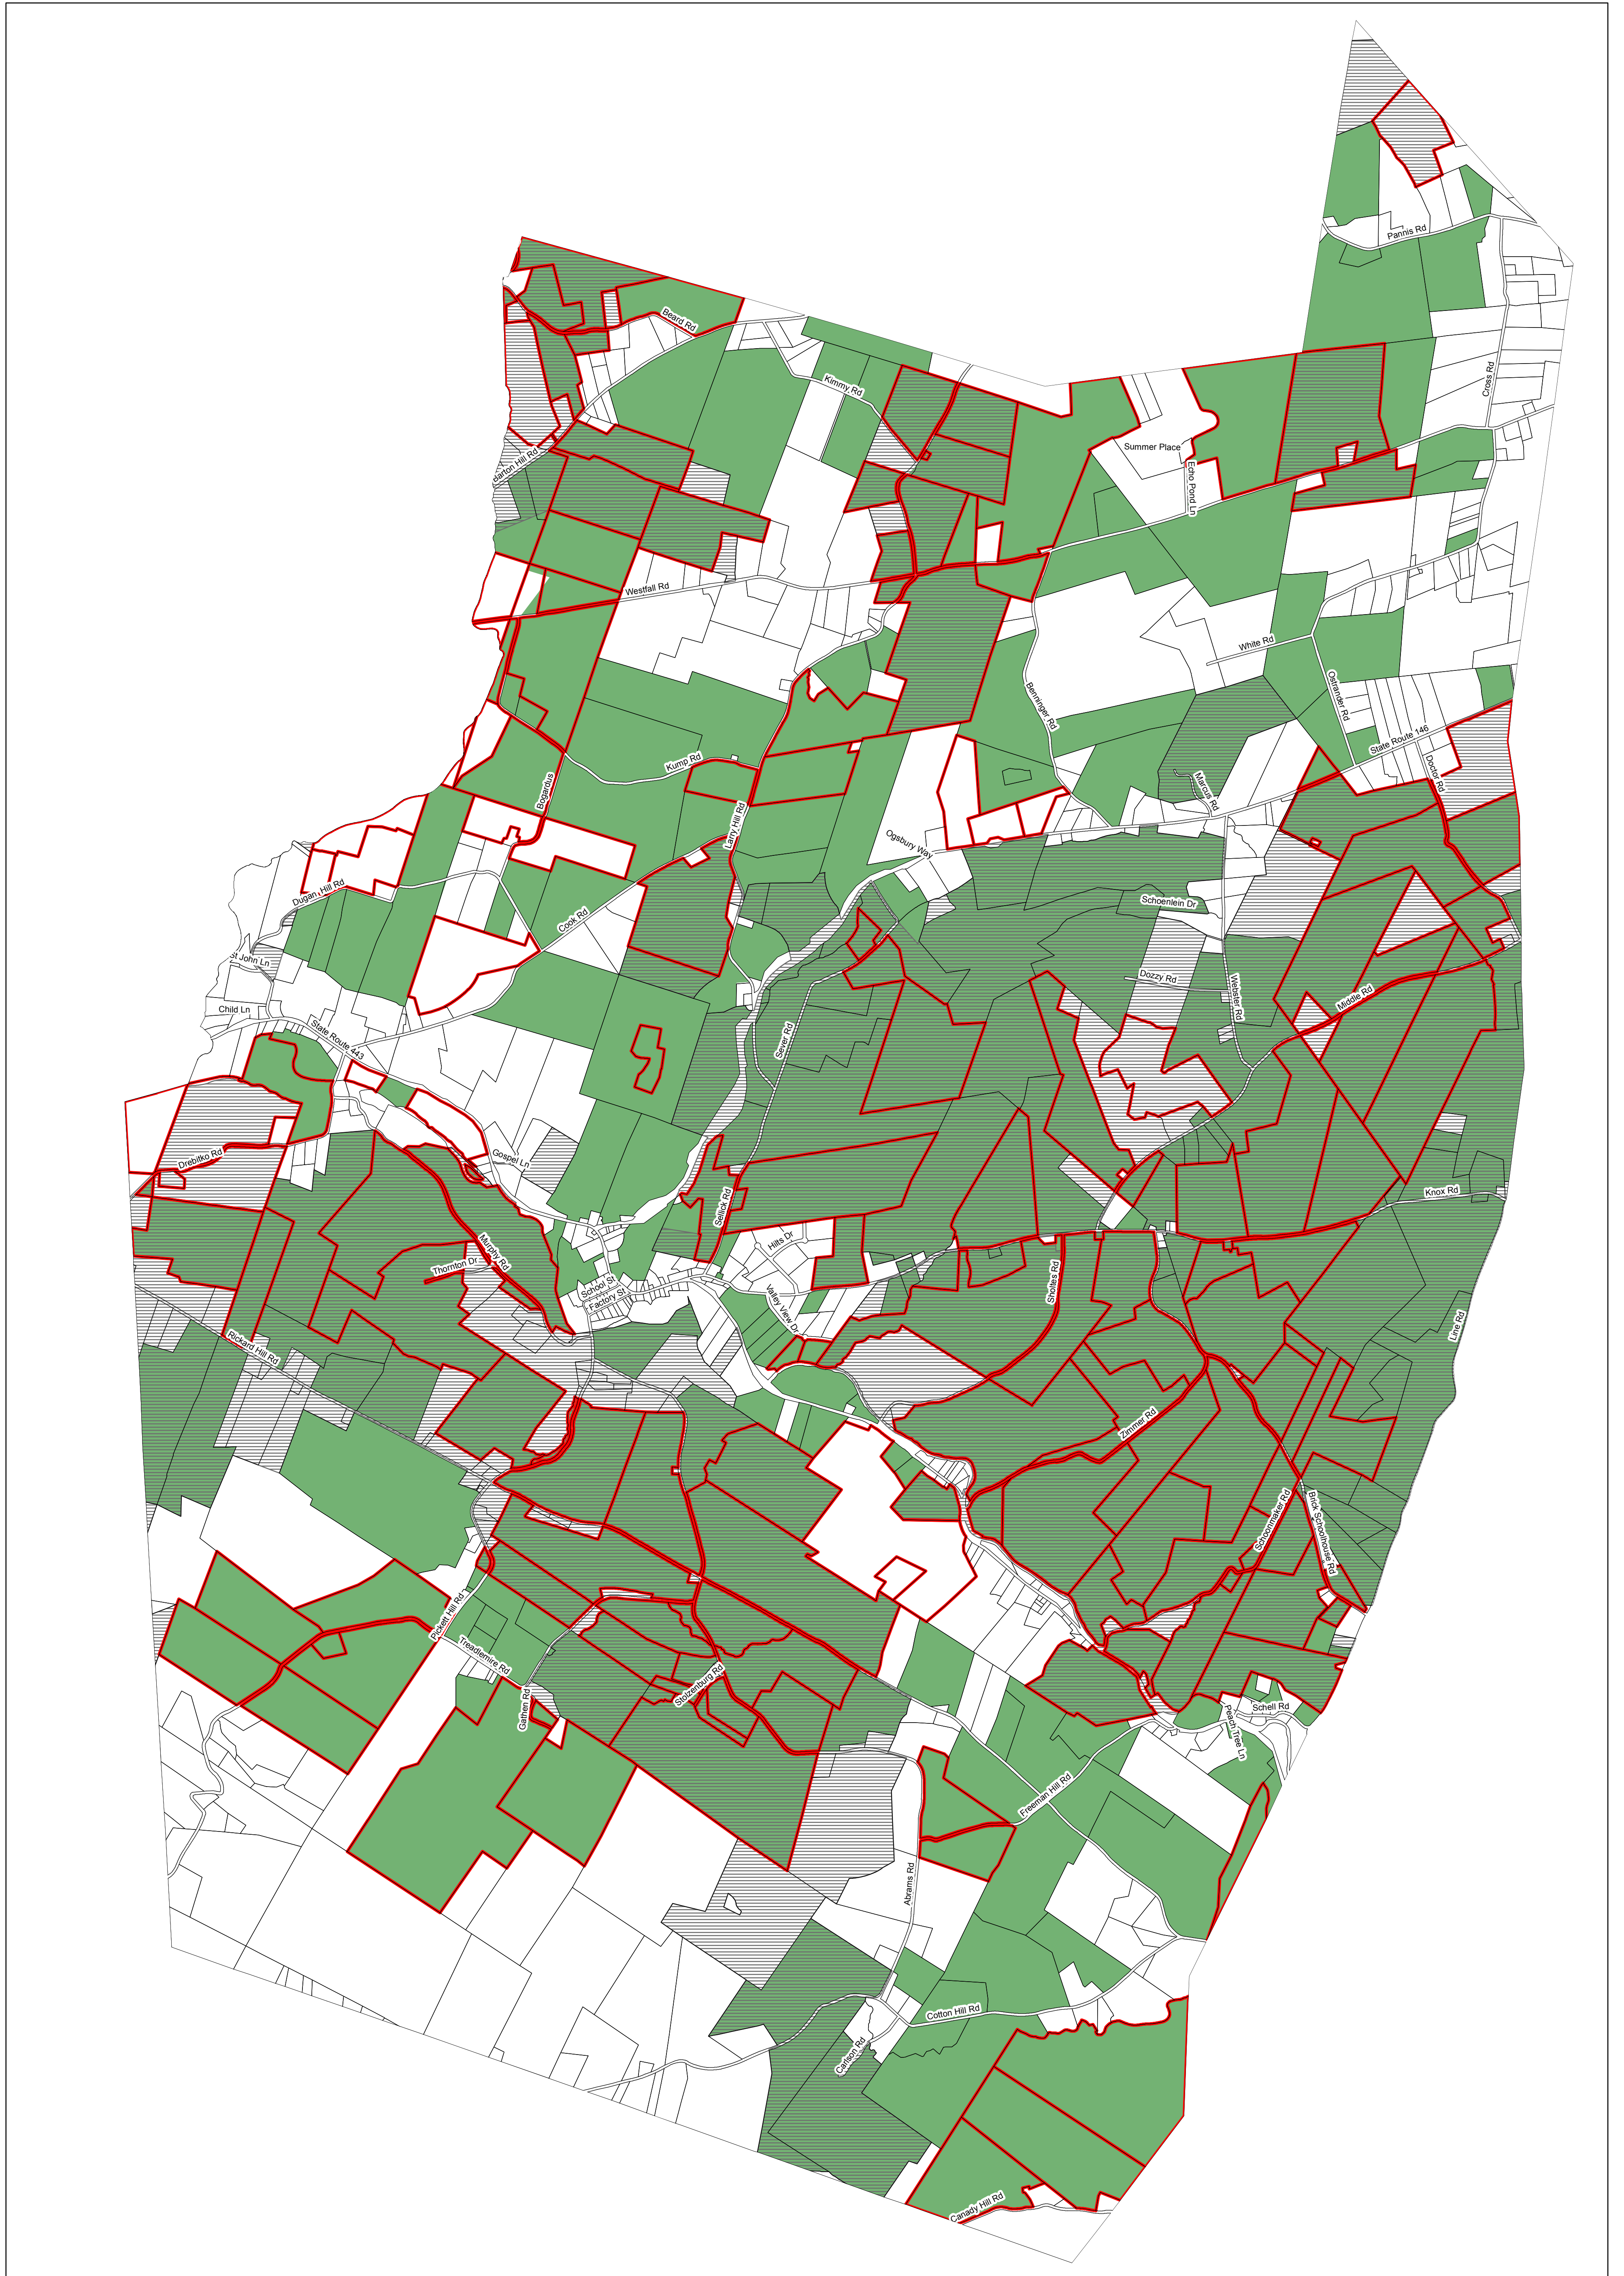 Pannis Rd
Beard Rd
Kimmy Rd
Cross Rd
Summer Place
Barton Hill Rd
Echo Pond Ln
Westfall Rd
White Rd
Benninger Rd
Ostrander Rd
State Route 146
Kump Rd
Doctor Rd
Bogardus
Marcus Rd
Larry Hill Rd
Ogsbury Way
Dugan Hill Rd
Schoenlein Dr
Cook Rd
St John Ln
Dozzy Rd
Webster Rd
Middle Rd
Child Ln
State Route 443
Sever Rd
Gospel Ln
Drebitko Rd
Knox Rd
Sellick Rd
Hilts Dr
Murphy Rd
Thornton Dr
Sholtes Rd
School St
Factory St
Valley View Dr
Line Rd
Rickard Hill Rd
Zimmer Rd
Schoonmaker Rd
Brick Schoolhouse Rd
Pickett Hill Rd
Treadlemire Rd
Stolzenburg Rd
Gathen Rd
Schell Rd
Peach Tree Ln
Freeman Hill Rd
Abrams Rd
Cotton Hill Rd
Carlson Rd
Canady Hill Rd